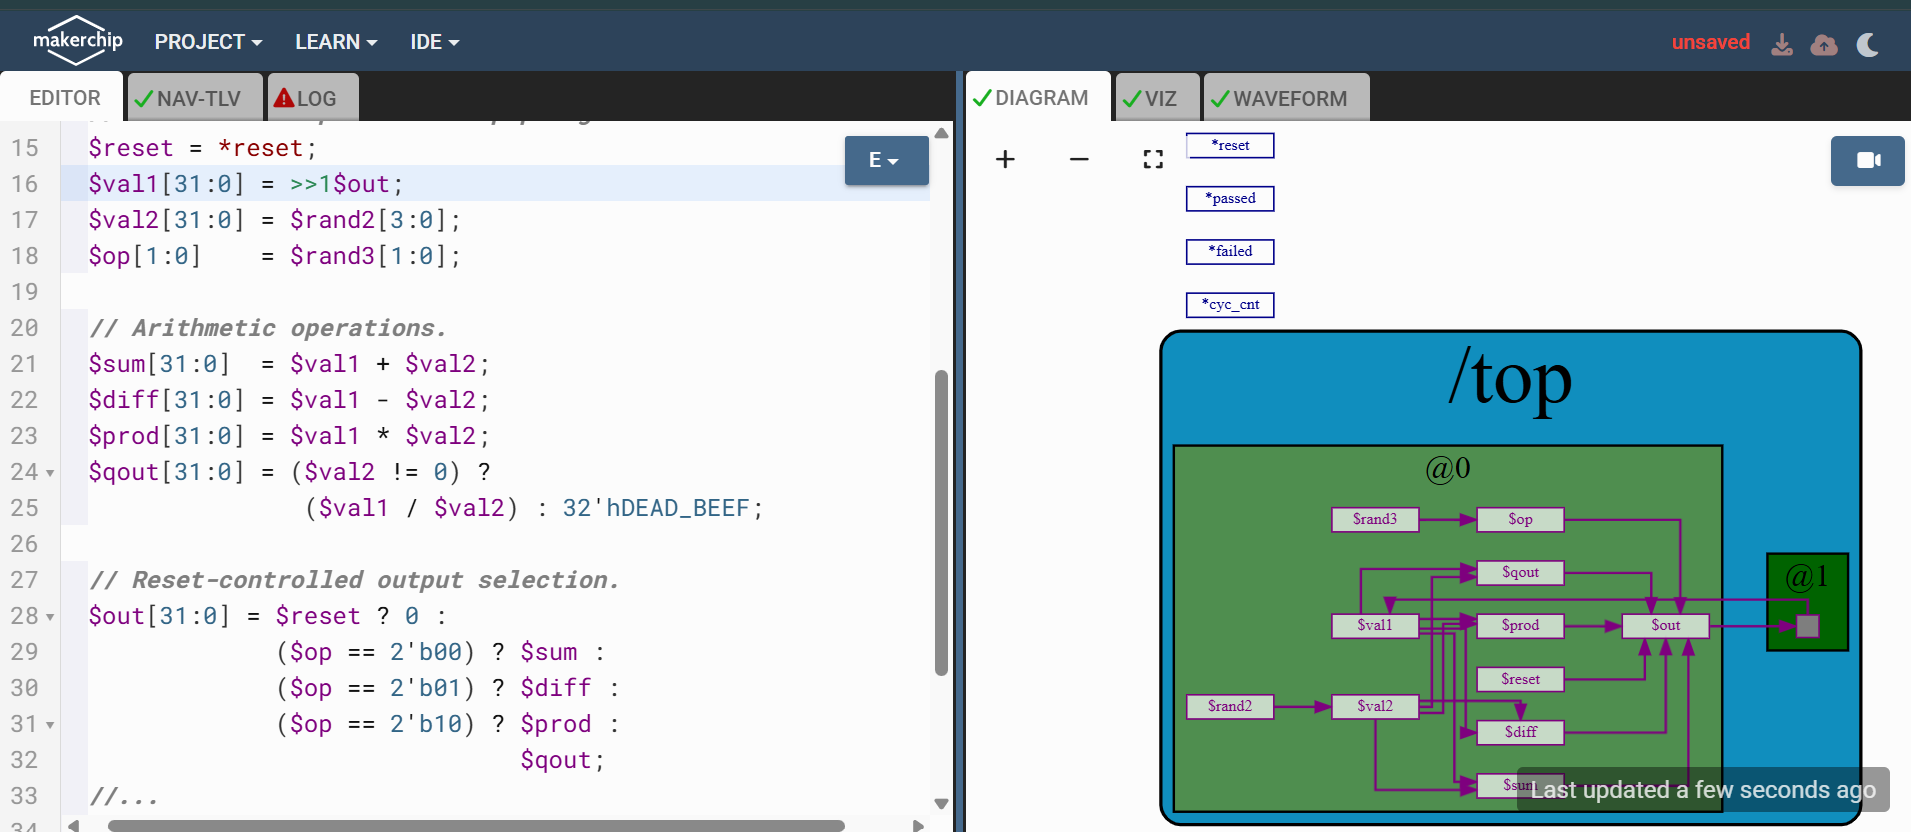 makerchip PROJECT LEARN IDE unsaved
EDITOR NAV-TLV LOG
15 $reset = *reset;
16 $val1[31:0] = >>1$out;
17 $val2[31:0] = $rand2[3:0];
18 $op[1:0]    = $rand3[1:0];
19
20 // Arithmetic operations.
21 $sum[31:0]  = $val1 + $val2;
22 $diff[31:0] = $val1 - $val2;
23 $prod[31:0] = $val1 * $val2;
24 $qout[31:0] = ($val2 != 0) ?
25                ($val1 / $val2) : 32'hDEAD_BEEF;
26
27 // Reset-controlled output selection.
28 $out[31:0] = $reset ? 0 :
29              ($op == 2'b00) ? $sum :
30              ($op == 2'b01) ? $diff :
31              ($op == 2'b10) ? $prod :
32                               $qout;
33 //...
34
E
DIAGRAM VIZ WAVEFORM
*reset
*passed
*failed
*cyc_cnt
/top
@0
$rand3 $op
$qout
@1
$val1 $prod $out
$reset
$rand2 $val2
$diff
$sum
Last updated a few seconds ago